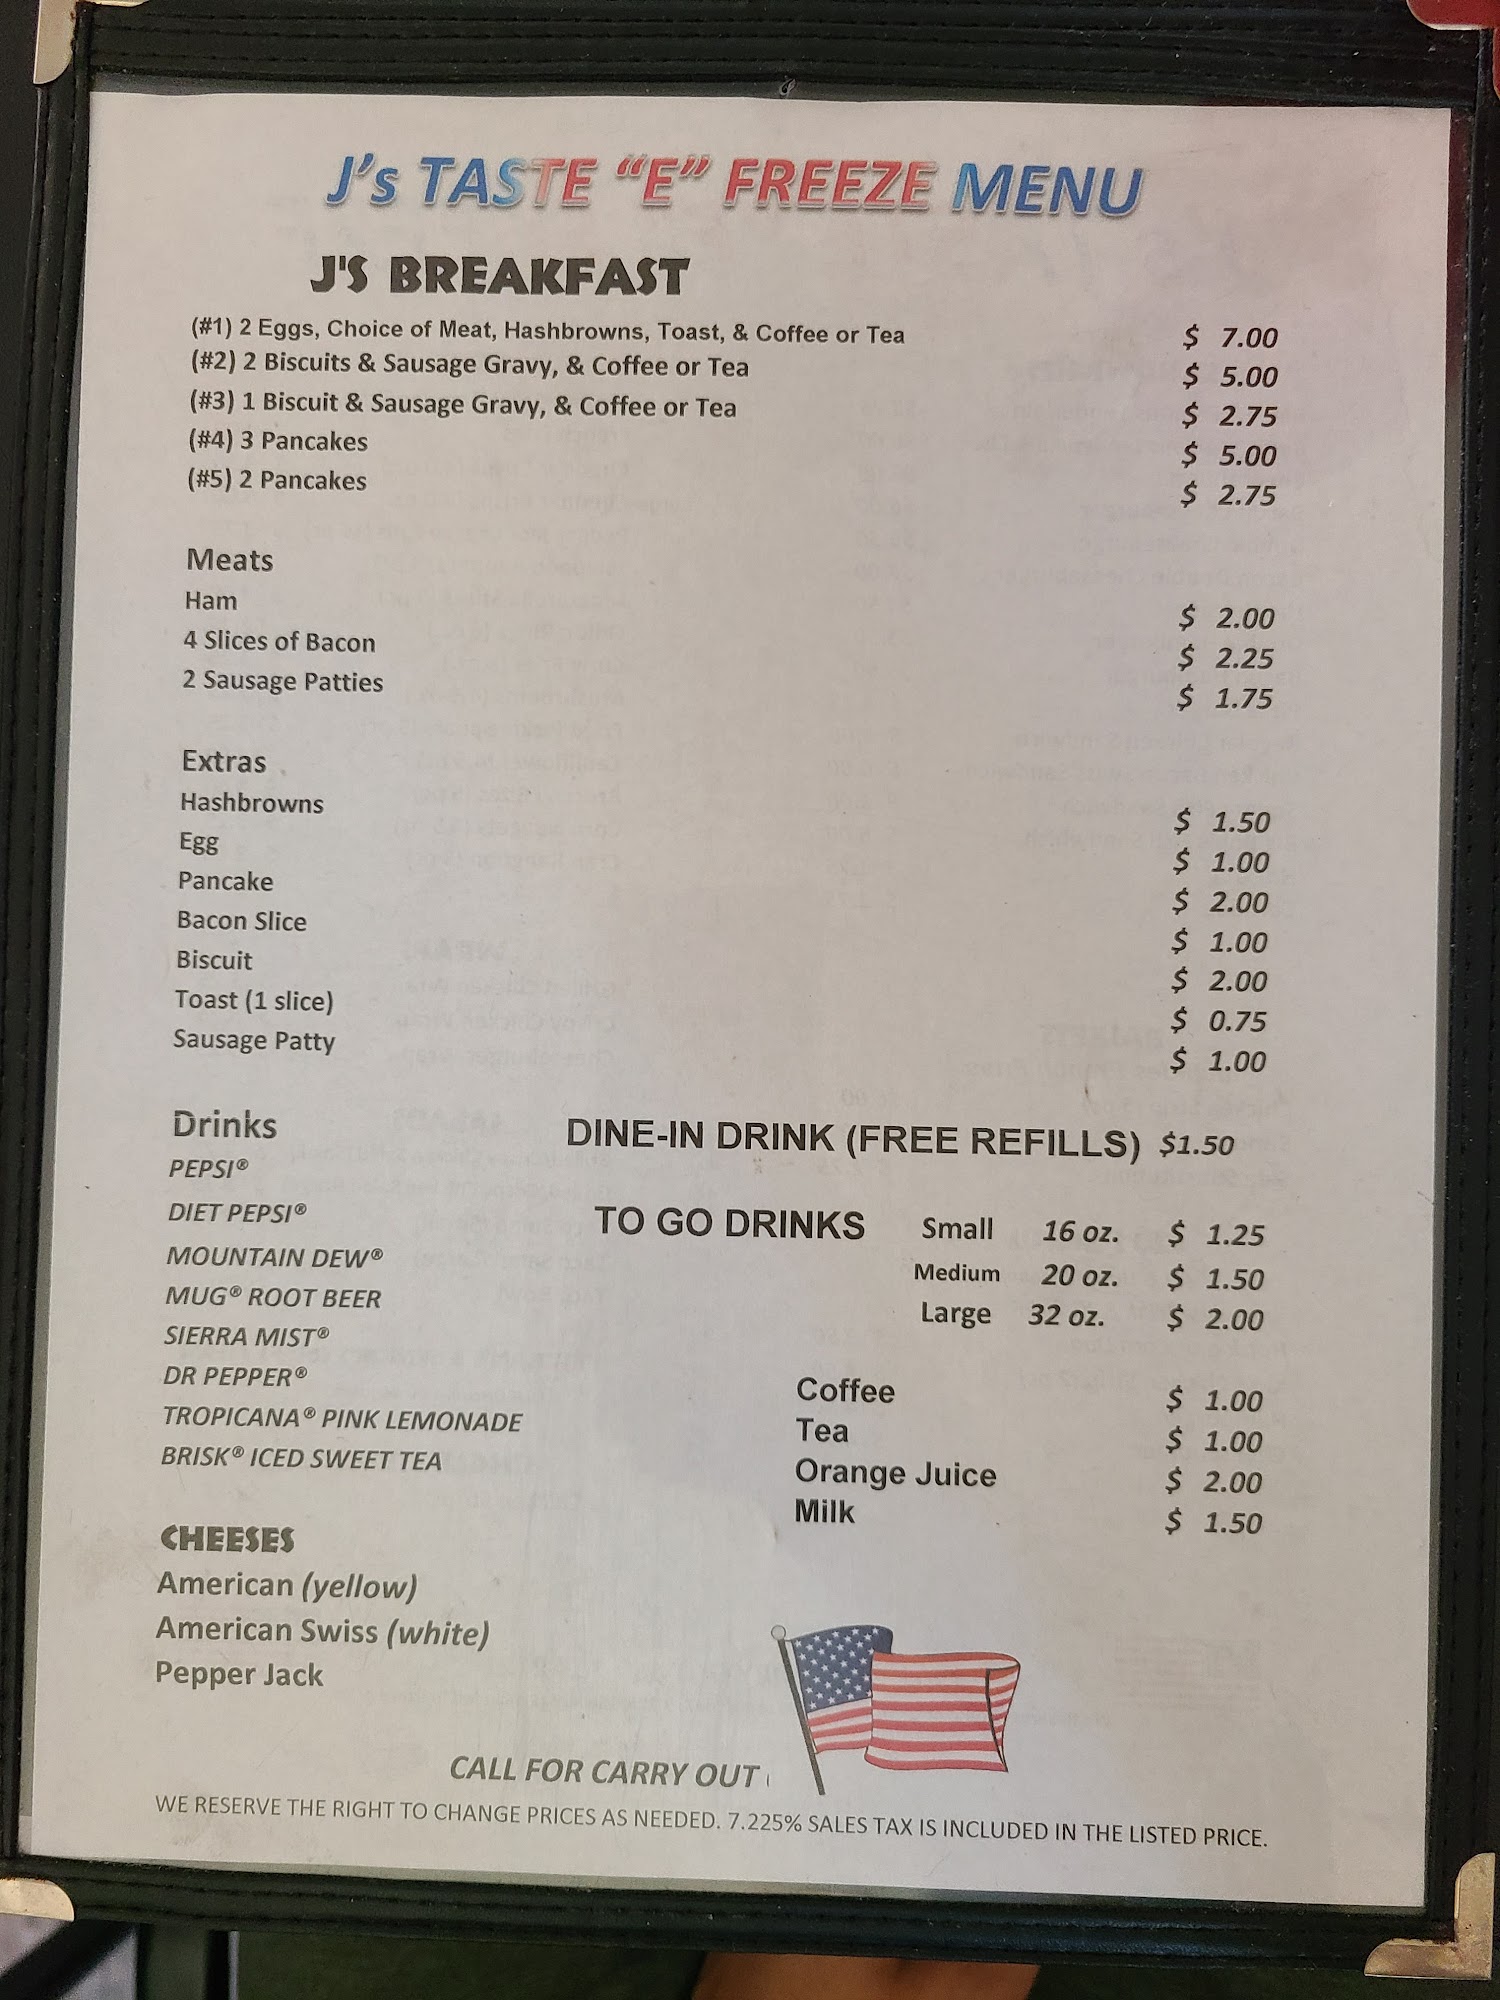 J's TASTE "E" FREEZE MENU
J'S BREAKFAST
(#1) 2 Eggs, Choice of Meat, Hashbrowns, Toast, & Coffee or Tea $ 7.00
(#2) 2 Biscuits & Sausage Gravy, & Coffee or Tea $ 5.00
(#3) 1 Biscuit & Sausage Gravy, & Coffee or Tea $ 2.75
(#4) 3 Pancakes $ 5.00
(#5) 2 Pancakes $ 2.75
Meats
Ham $ 2.00
4 Slices of Bacon $ 2.25
2 Sausage Patties $ 1.75
Extras
Hashbrowns $ 1.50
Egg $ 1.00
Pancake $ 2.00
Bacon Slice $ 1.00
Biscuit $ 2.00
Toast (1 slice) $ 0.75
Sausage Patty $ 1.00
Drinks
PEPSI®
DIET PEPSI®
MOUNTAIN DEW®
MUG® ROOT BEER
SIERRA MIST®
DR PEPPER®
TROPICANA® PINK LEMONADE
BRISK® ICED SWEET TEA
DINE-IN DRINK (FREE REFILLS) $1.50
TO GO DRINKS Small 16 oz. $ 1.25
Medium 20 oz. $ 1.50
Large 32 oz. $ 2.00
Coffee $ 1.00
Tea $ 1.00
Orange Juice $ 2.00
Milk $ 1.50
CHEESES
American (yellow)
American Swiss (white)
Pepper Jack
CALL FOR CARRY OUT
WE RESERVE THE RIGHT TO CHANGE PRICES AS NEEDED. 7.225% SALES TAX IS INCLUDED IN THE LISTED PRICE.